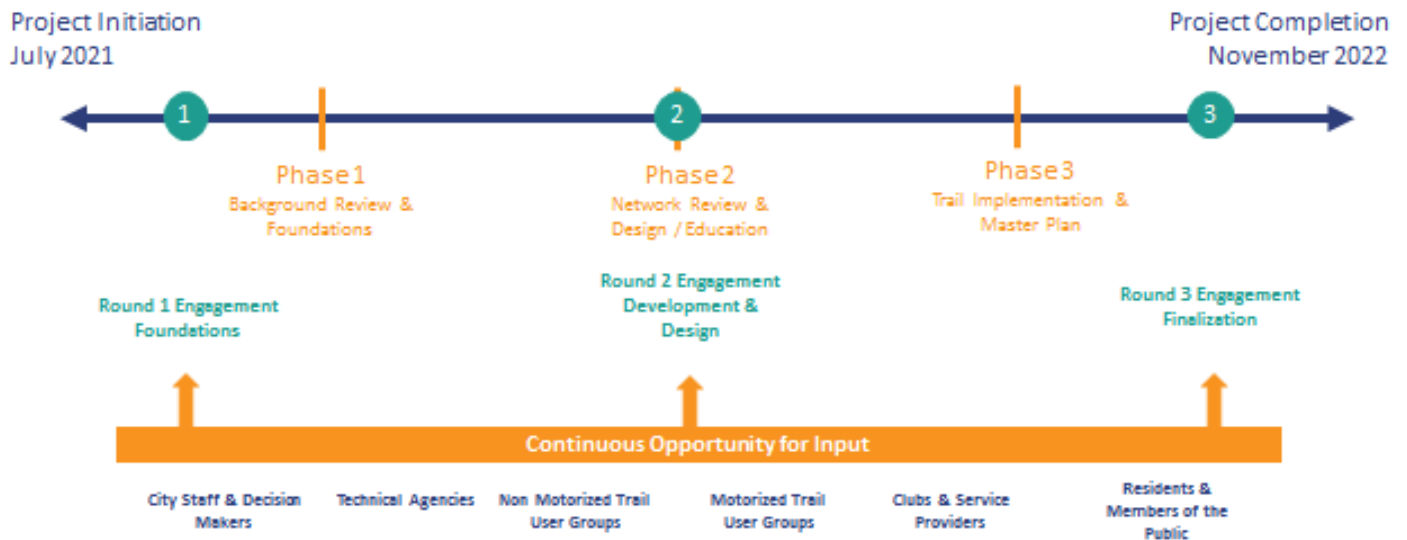 Project Initiation
July 2021
Project Completion
November 2022
1
2
3
Phase 1
Background Review &
Foundations
Phase 2
Network Review &
Design / Education
Phase 3
Trail Implementation &
Master Plan
Round 1 Engagement
Foundations
Round 2 Engagement
Development &
Design
Round 3 Engagement
Finalization
Continuous Opportunity for Input
City Staff & Decision
Makers
Technical Agencies
Non Motorized Trail
User Groups
Motorized Trail
User Groups
Clubs & Service
Providers
Residents &
Members of the
Public